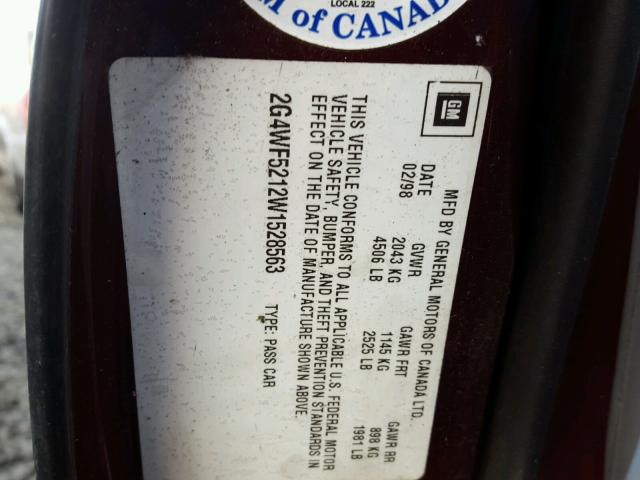 LOCAL 222
M of CANAD
GM
MFD BY GENERAL MOTORS OF CANADA LTD.
DATE GVWR GAWR FRT GAWR RR
02/98 2043 KG 1145 KG 898 KG
4506 LB 2525 LB 1981 LB
THIS VEHICLE CONFORMS TO ALL APPLICABLE U.S. FEDERAL MOTOR
VEHICLE SAFETY, BUMPER, AND THEFT PREVENTION STANDARDS IN
EFFECT ON THE DATE OF MANUFACTURE SHOWN ABOVE.
2G4WF5212W1528563 TYPE: PASS CAR